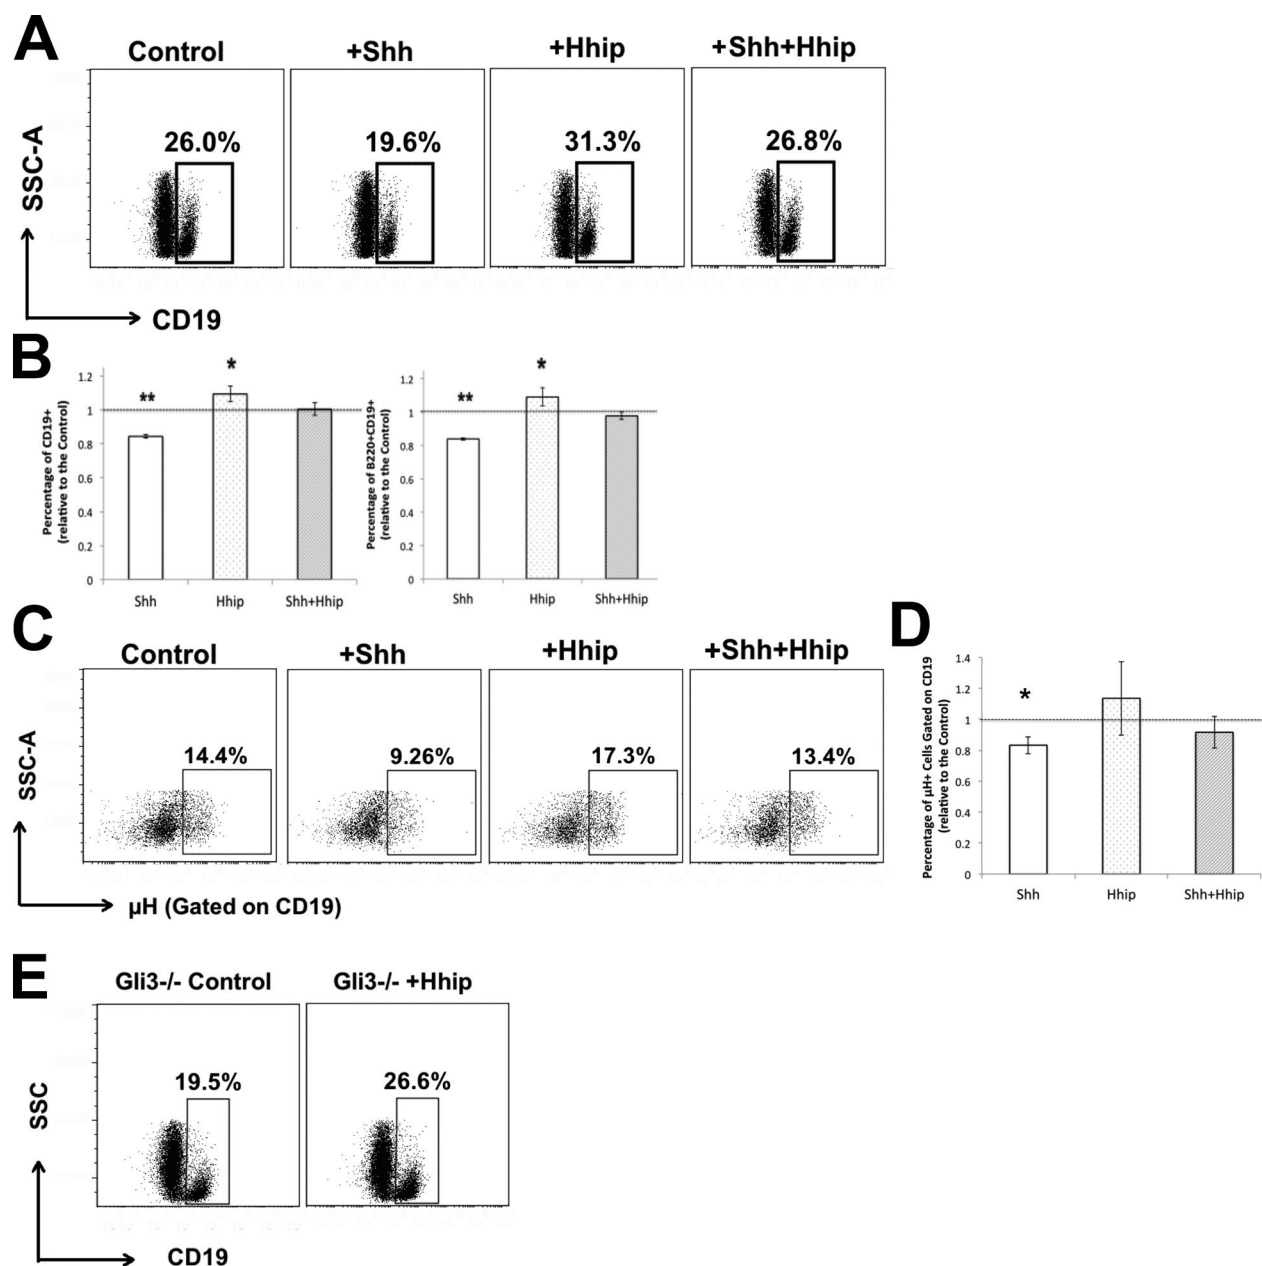 A
Control
+Shh
+Hhip
+Shh+Hhip
SSC-A
26.0%
19.6%
31.3%
26.8%
CD19
B
Percentage of CD19+
(relative to the Control)
1.2
1
0.8
0.6
0.4
0.2
0
**
*
Shh
Hhip
Shh+Hhip
Percentage of B220+CD19+
(relative to the Control)
1.2
1
0.8
0.6
0.4
0.2
0
**
*
Shh
Hhip
Shh+Hhip
C
Control
+Shh
+Hhip
+Shh+Hhip
SSC-A
14.4%
9.26%
17.3%
13.4%
µH (Gated on CD19)
D
Percentage of µH+ Cells Gated on CD19
(relative to the Control)
1.4
1.2
1
0.8
0.6
0.4
0.2
0
*
Shh
Hhip
Shh+Hhip
E
Gli3-/- Control
Gli3-/- +Hhip
SSC
19.5%
26.6%
CD19